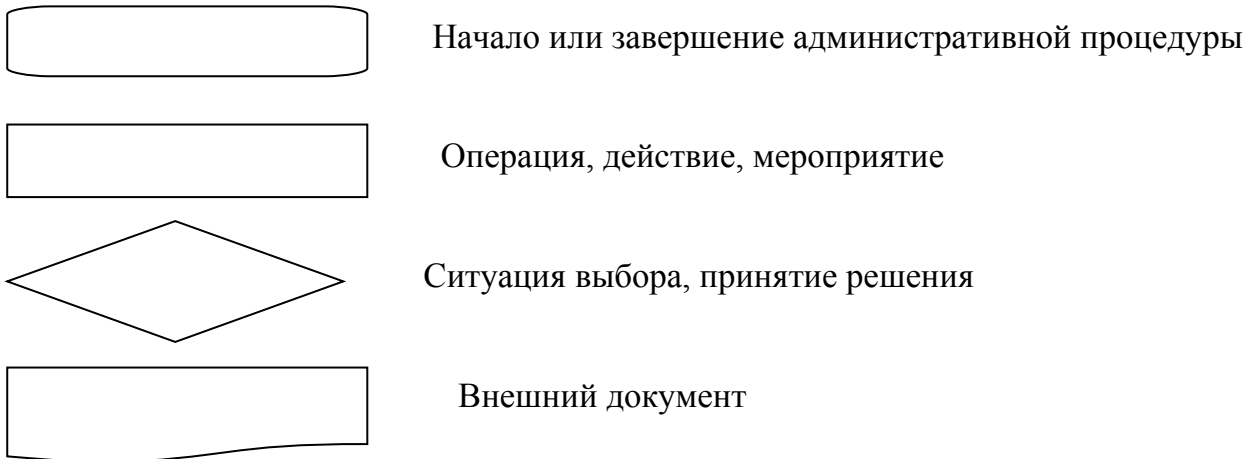 Начало или завершение административной процедуры
Операция, действие, мероприятие
Ситуация выбора, принятие решения
Внешний документ